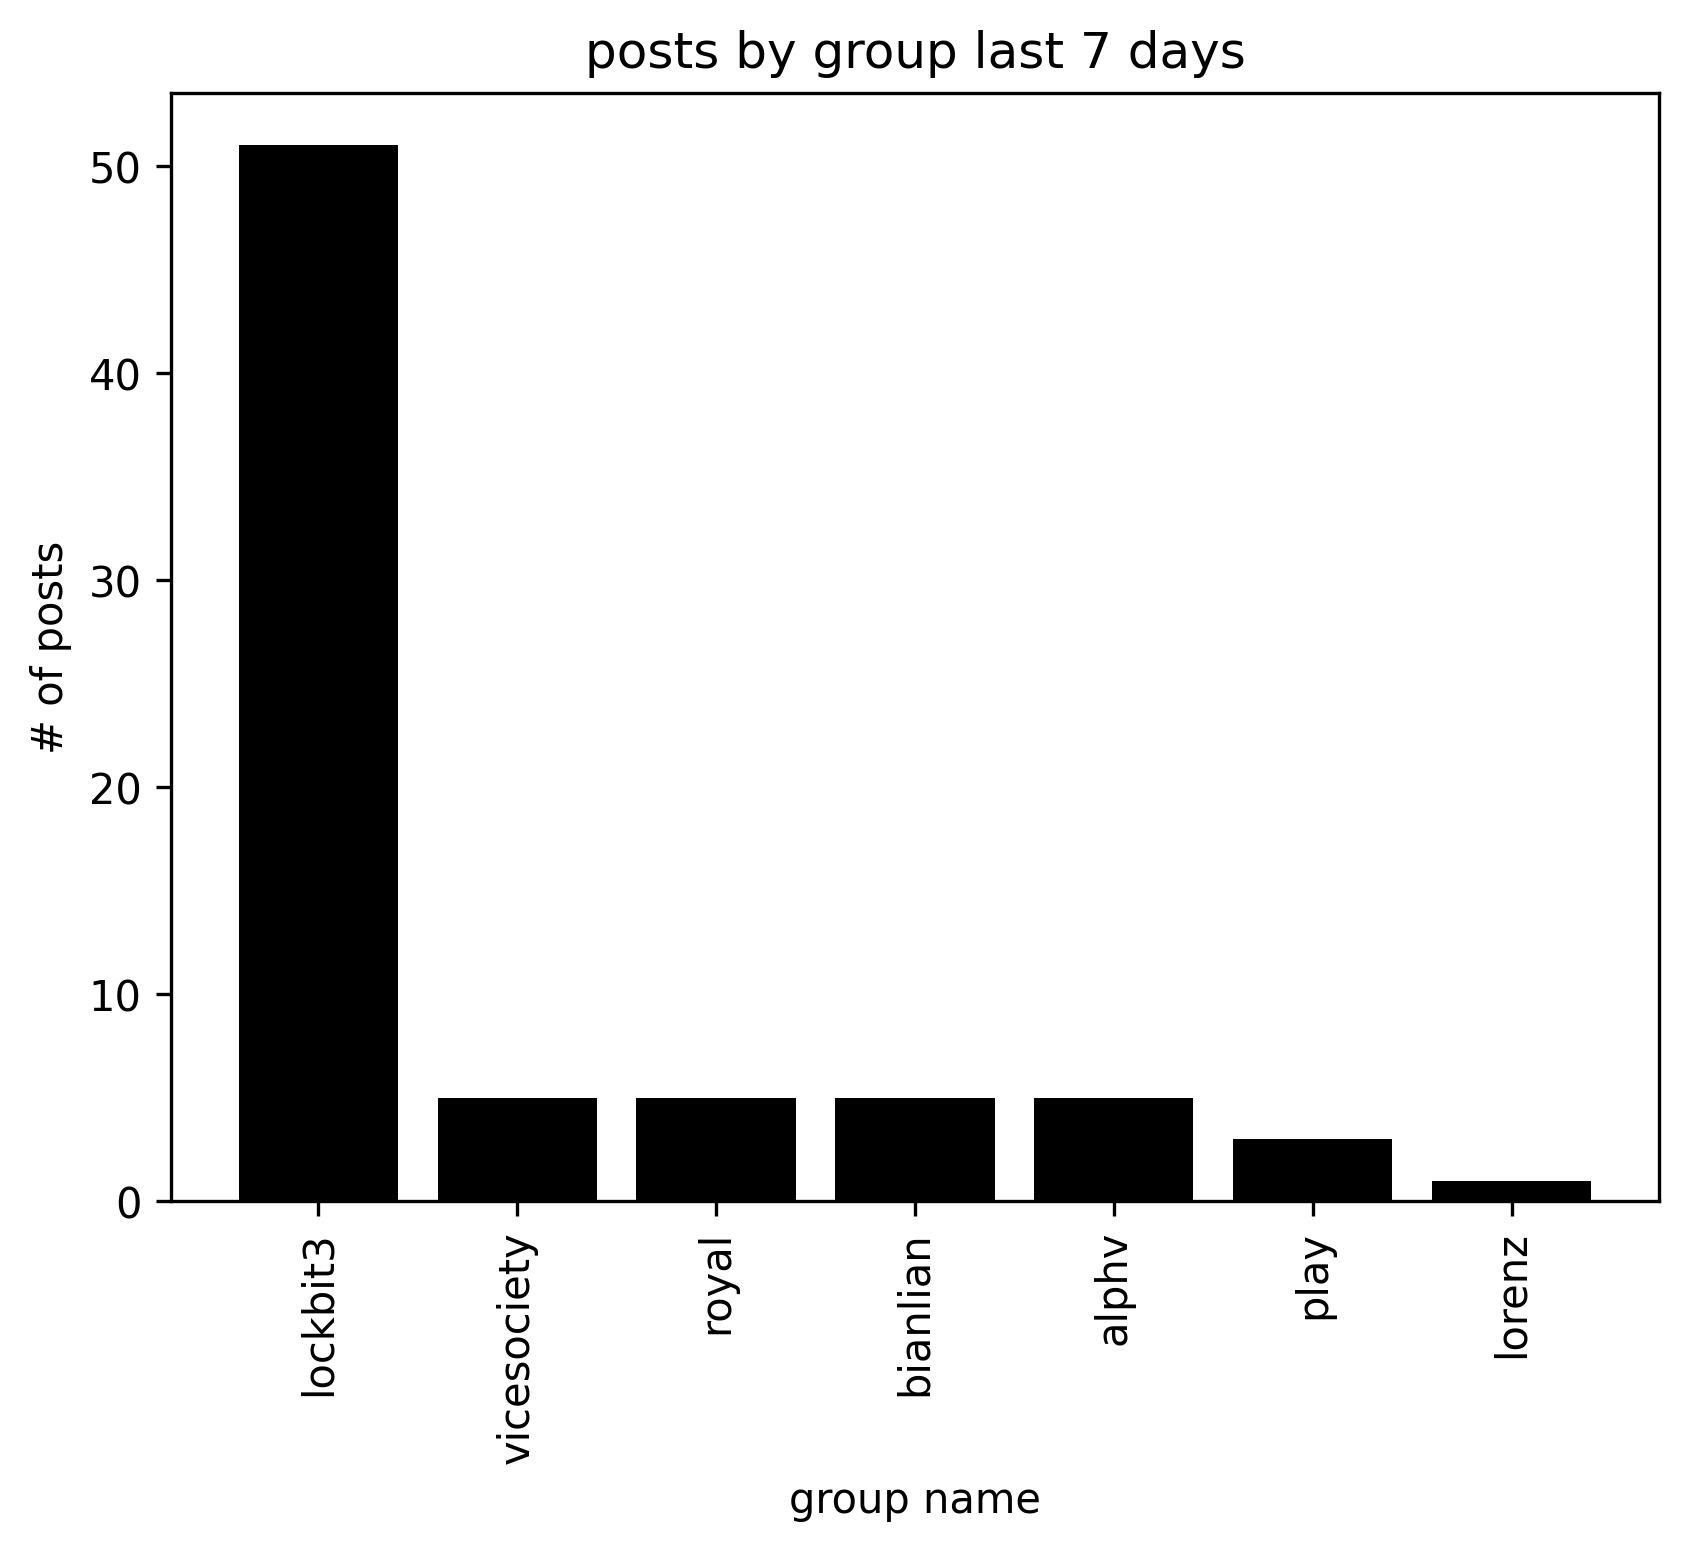 posts by group last 7 days
# of posts
50
40
30
20
10
0
lockbit3
vicesociety
royal
bianlian
alphv
play
lorenz
group name